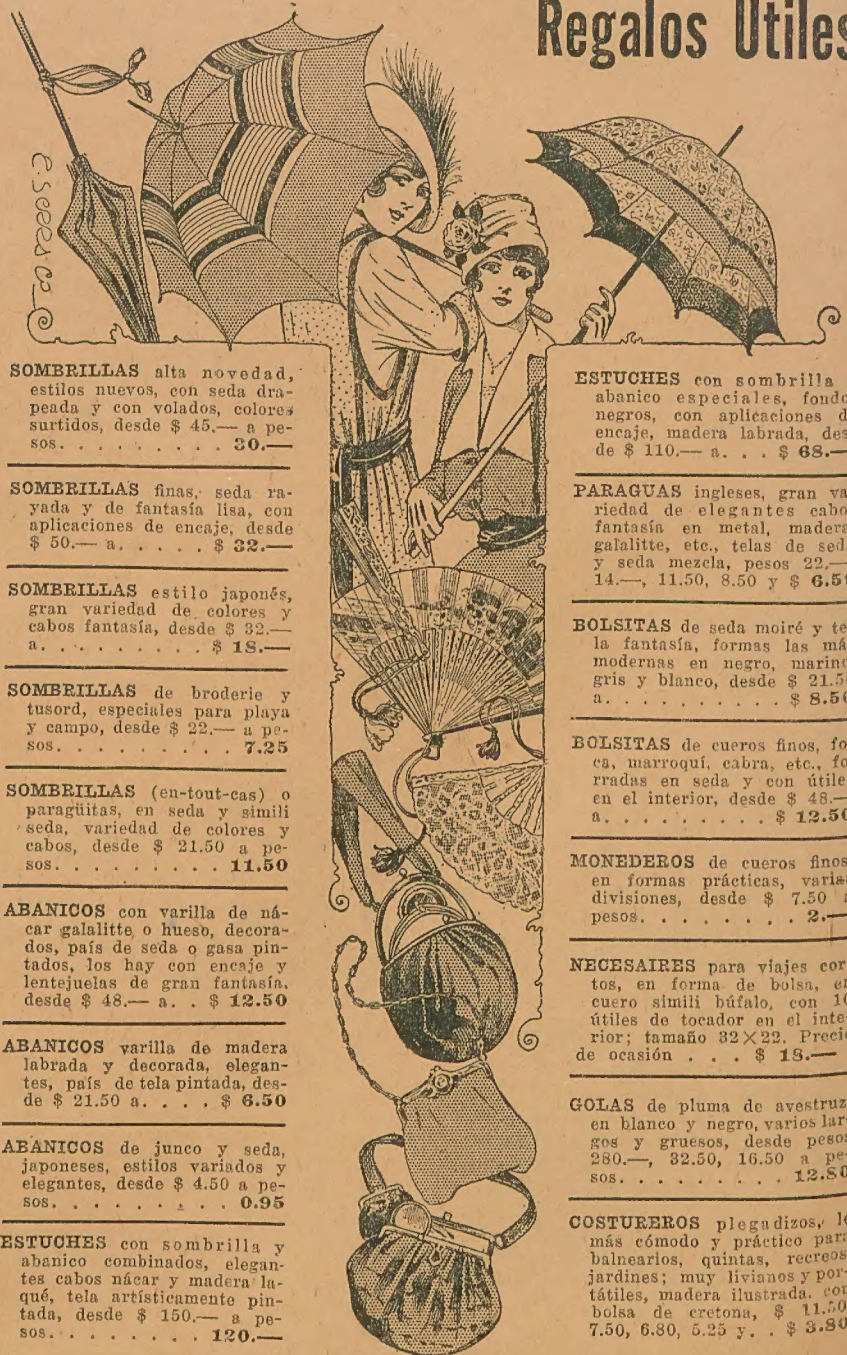 Regalos Utiles
SOMBRILLAS alta novedad,
estilos nuevos, con seda dra-
peada y con volados, colores
surtidos, desde $ 45.— a pe-
sos. . . . . . . . . . 30.—
SOMBRILLAS finas, seda ra-
yada y de fantasía lisa, con
aplicaciones de encaje, desde
$ 50.— a. . . . . . $ 32.—
SOMBRILLAS estilo japonés,
gran variedad de colores y
cabos fantasía, desde $ 32.—
a. . . . . . . . . . $ 18.—
SOMBRILLAS de broderie y
tusord, especiales para playa
y campo, desde $ 22.— a pe-
sos. . . . . . . . . . 7.25
SOMBRILLAS (en-tout-cas) o
paragüitas, en seda y simili
seda, variedad de colores y
cabos, desde $ 21.50 a pe-
sos. . . . . . . . . 11.50
ABANICOS con varilla de ná-
car galalitte o hueso, decora-
dos, país de seda o gasa pin-
tados, los hay con encaje y
lentejuelas de gran fantasía,
desde $ 48.— a. . $ 12.50
ABANICOS varilla de madera
labrada y decorada, elegan-
tes, país de tela pintada, des-
de $ 21.50 a. . . . $ 6.50
ABANICOS de junco y seda,
japoneses, estilos variados y
elegantes, desde $ 4.50 a pe-
sos. . . . . . . . . . 0.95
ESTUCHES con sombrilla y
abanico combinados, elegan-
tes cabos nácar y madera la-
qué, tela artísticamente pin-
tada, desde $ 150.— a pe-
sos. . . . . . . . . 120.—
ESTUCHES con sombrilla
abanico especiales, fondo
negros, con aplicaciones d
encaje, madera labrada, des
de $ 110.— a. . . $ 68.—
PARAGUAS ingleses, gran va
riedad de elegantes cabo
fantasía en metal, madera
galalitte, etc., telas de seda
y seda mezcla, pesos 22.—
14.—, 11.50, 8.50 y $ 6.50
BOLSITAS de seda moiré y te
la fantasía, formas las má
modernas en negro, marino
gris y blanco, desde $ 21.50
a. . . . . . . . . . $ 8.50
BOLSITAS de cueros finos, fo
ca, marroquí, cabra, etc., fo
rradas en seda y con útile
en el interior, desde $ 48.—
a. . . . . . . . . $ 12.50
MONEDEROS de cueros finos
en formas prácticas, varias
divisiones, desde $ 7.50 a
pesos. . . . . . . . 2.—
NECESAIRES para viajes cor
tos, en forma de bolsa, en
cuero simili búfalo, con 10
útiles de tocador en el inte-
rior; tamaño 32×22. Precio
de ocasión . . . $ 18.—
GOLAS de pluma de avestruz
en blanco y negro, varios lar-
gos y gruesos, desde pesos
280.—, 32.50, 16.50 a pe-
sos. . . . . . . . . 12.80
COSTUREROS plegadizos, lo
más cómodo y práctico para
balnearios, quintas, recreos,
jardines; muy livianos y por-
tátiles, madera ilustrada, con
bolsa de cretona, $ 11.50,
7.50, 6.80, 5.25 y. . $ 3.80